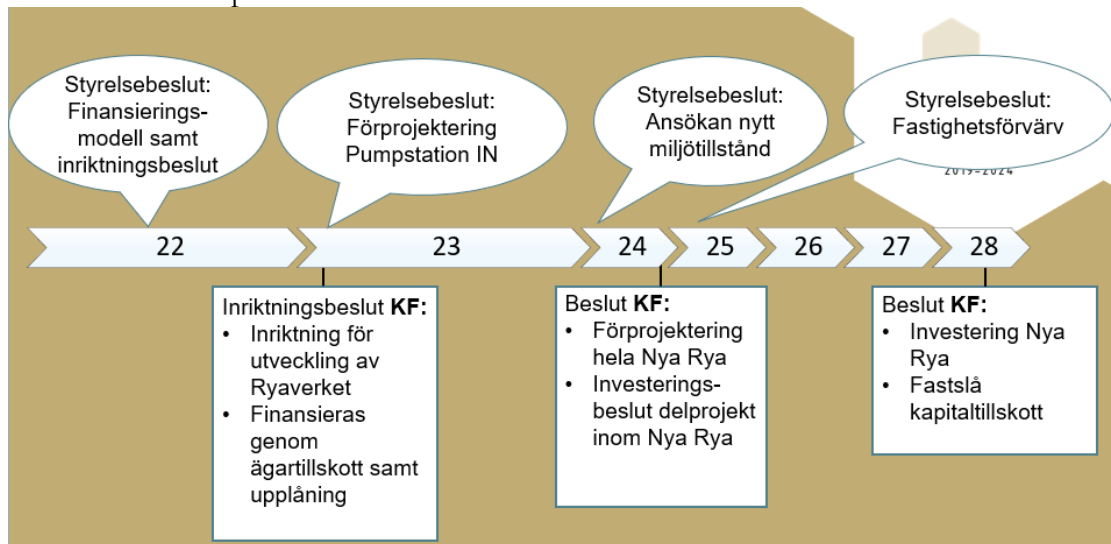 Styrelsebeslut:
Finansierings-
modell samt
inriktningsbeslut
Styrelsebeslut:
Förprojektering
Pumpstation IN
Styrelsebeslut:
Ansökan nytt
miljötillstånd
Styrelsebeslut:
Fastighetsförvärv
2019-2024
22
23
24
25
26
27
28
Inriktningsbeslut KF:
• Inriktning för
utveckling av
Ryaverket
• Finansieras
genom
ägartillskott samt
upplåning
Beslut KF:
• Förprojektering
hela Nya Rya
• Investerings-
beslut delprojekt
inom Nya Rya
Beslut KF:
• Investering Nya
Rya
• Fastslå
kapitaltillskott